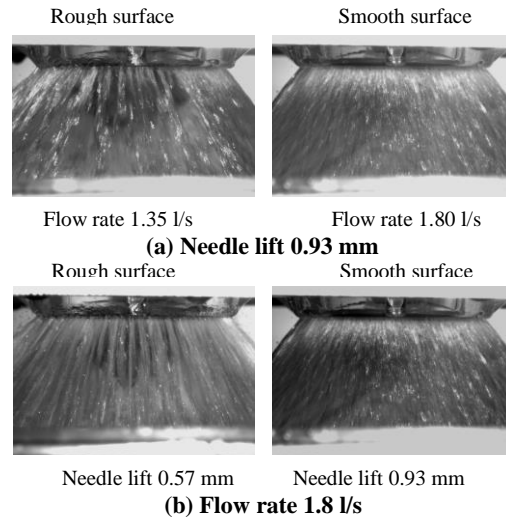 Rough surface Smooth surface
Flow rate 1.35 l/s Flow rate 1.80 l/s
(a) Needle lift 0.93 mm
Rough surface Smooth surface
Needle lift 0.57 mm Needle lift 0.93 mm
(b) Flow rate 1.8 l/s